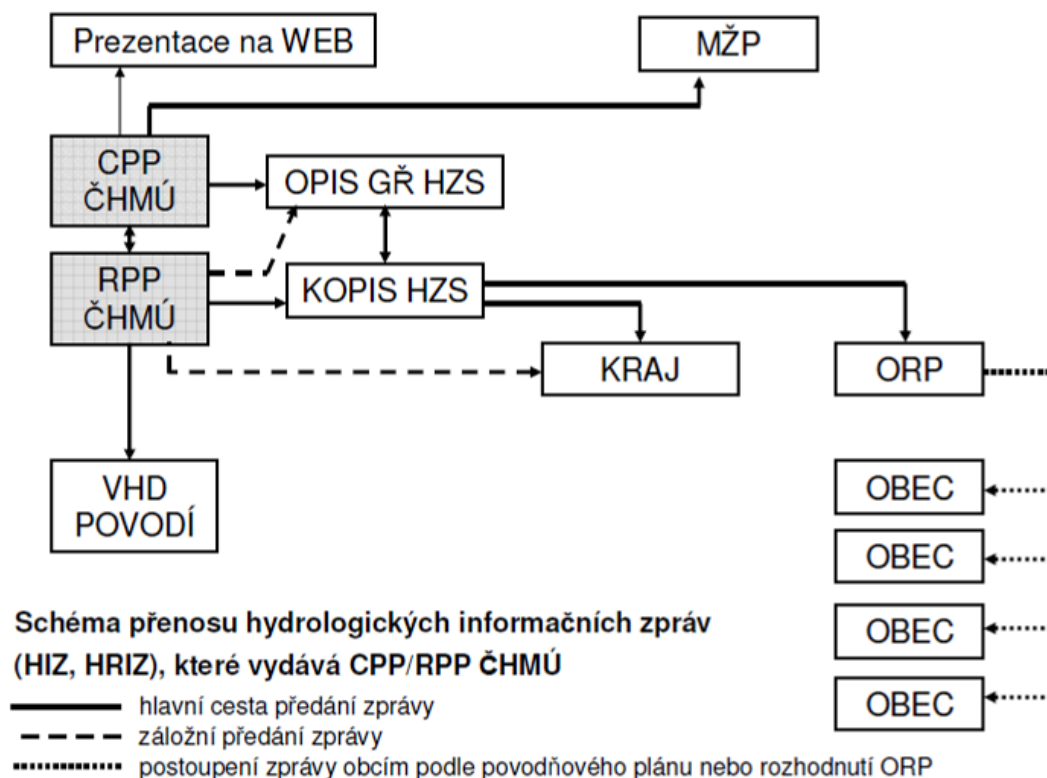 Prezentace na WEB
MŽP
CPP
ČHMÚ
OPIS GŘ HZS
RPP
ČHMÚ
KOPIS HZS
KRAJ
ORP
VHD
POVODÍ
OBEC
OBEC
OBEC
OBEC
Schéma přenosu hydrologických informačních zpráv
(HIZ, HRIZ), které vydává CPP/RPP ČHMÚ
hlavní cesta předání zprávy
záložní předání zprávy
postoupení zprávy obcím podle povodňového plánu nebo rozhodnutí ORP